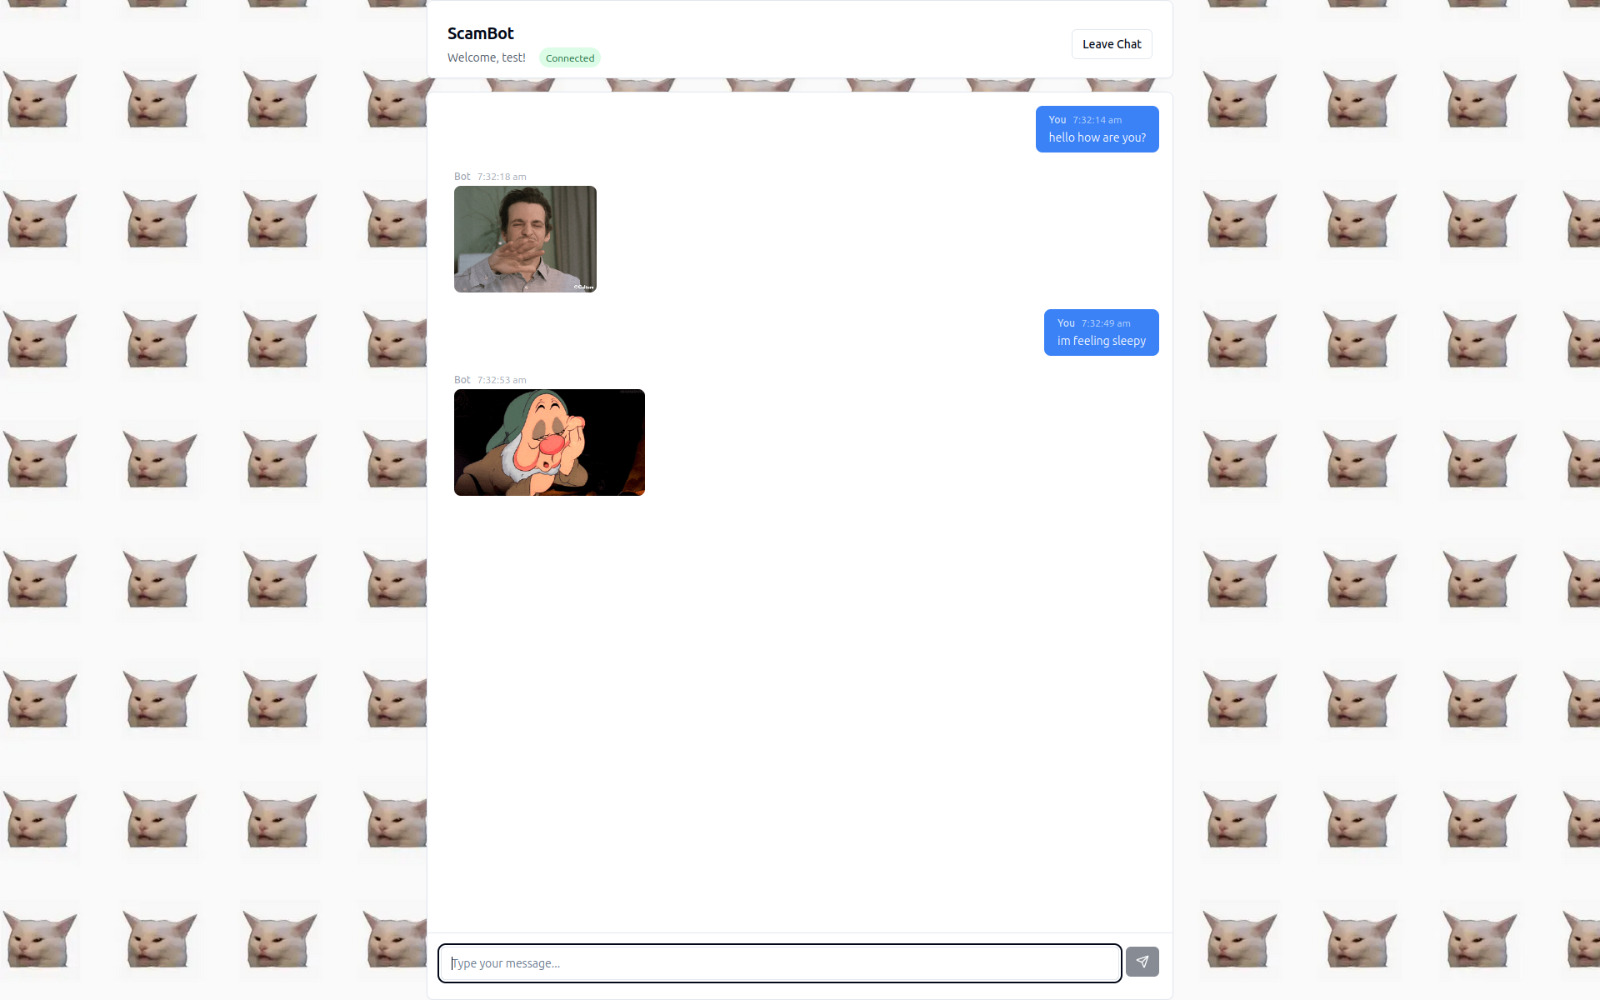 ScamBot
Welcome, test! Connected
Leave Chat
You 7:32:14 am
hello how are you?
Bot 7:32:18 am
You 7:32:49 am
im feeling sleepy
Bot 7:32:53 am
Type your message...